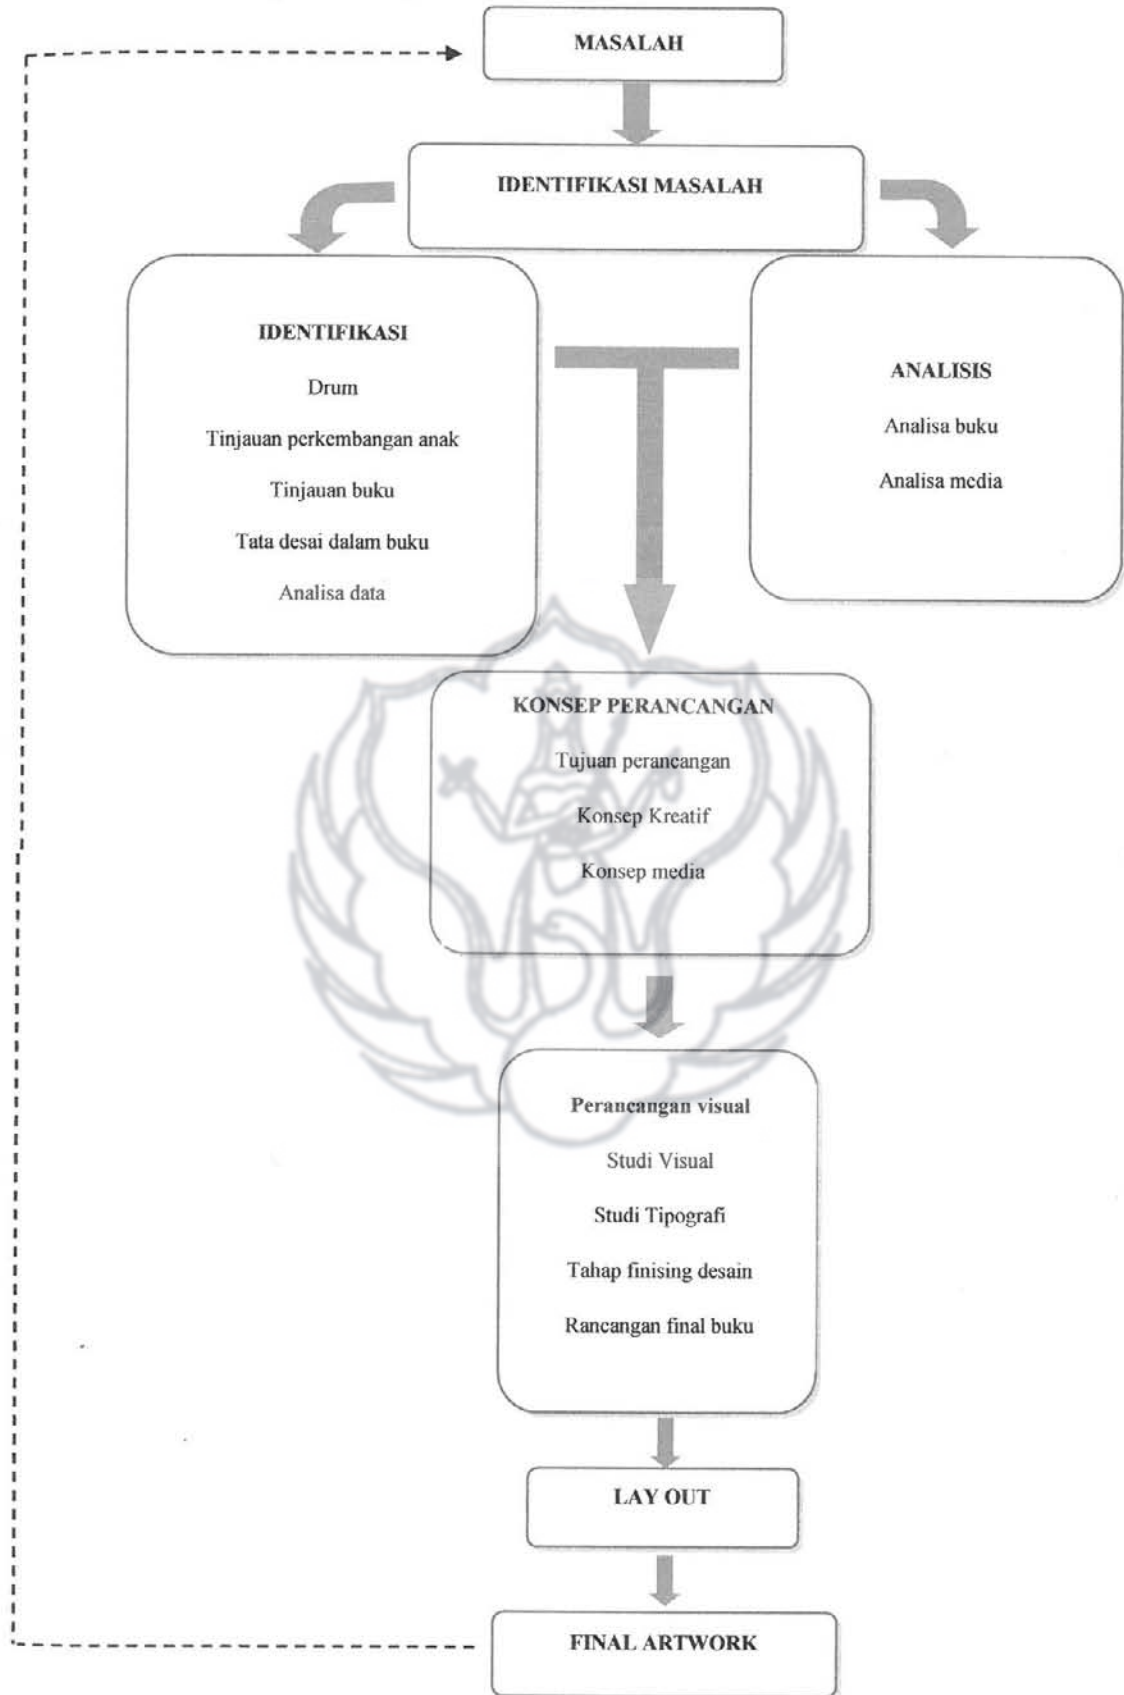 MASALAH
IDENTIFIKASI MASALAH
IDENTIFIKASI
Drum
Tinjauan perkembangan anak
Tinjauan buku
Tata desai dalam buku
Analisa data
ANALISIS
Analisa buku
Analisa media
KONSEP PERANCANGAN
Tujuan perancangan
Konsep Kreatif
Konsep media
Perancangan visual
Studi Visual
Studi Tipografi
Tahap finising desain
Rancangan final buku
LAY OUT
FINAL ARTWORK